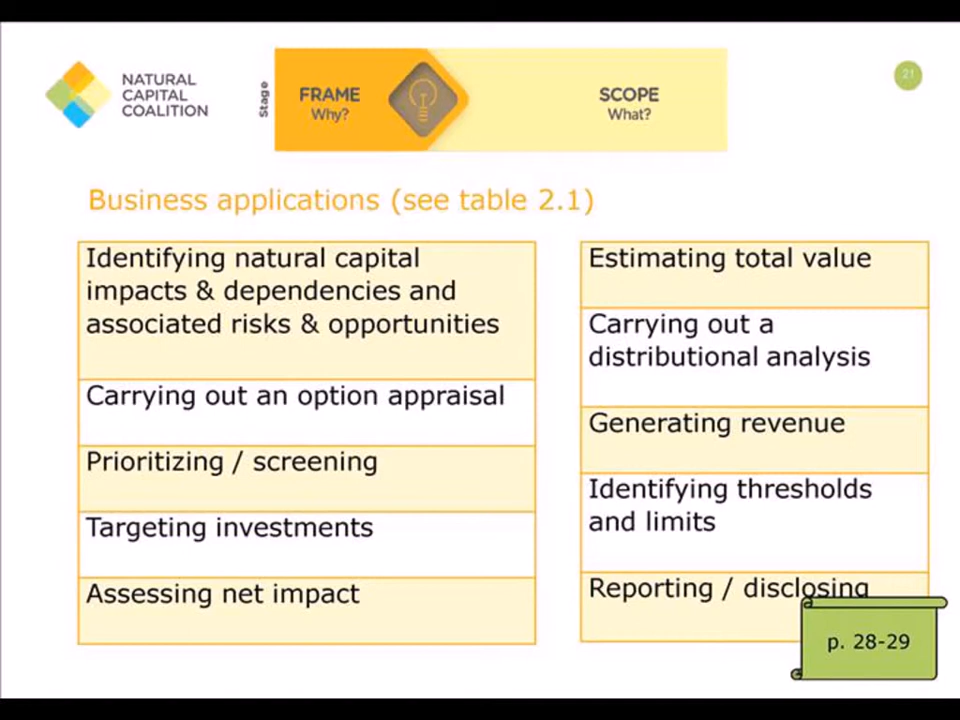 NATURAL
CAPITAL
COALITION
Stage
FRAME
Why?
SCOPE
What?
21
Business applications (see table 2.1)
Identifying natural capital
impacts & dependencies and
associated risks & opportunities
Carrying out an option appraisal
Prioritizing / screening
Targeting investments
Assessing net impact
Estimating total value
Carrying out a
distributional analysis
Generating revenue
Identifying thresholds
and limits
Reporting / disclosing
p. 28-29